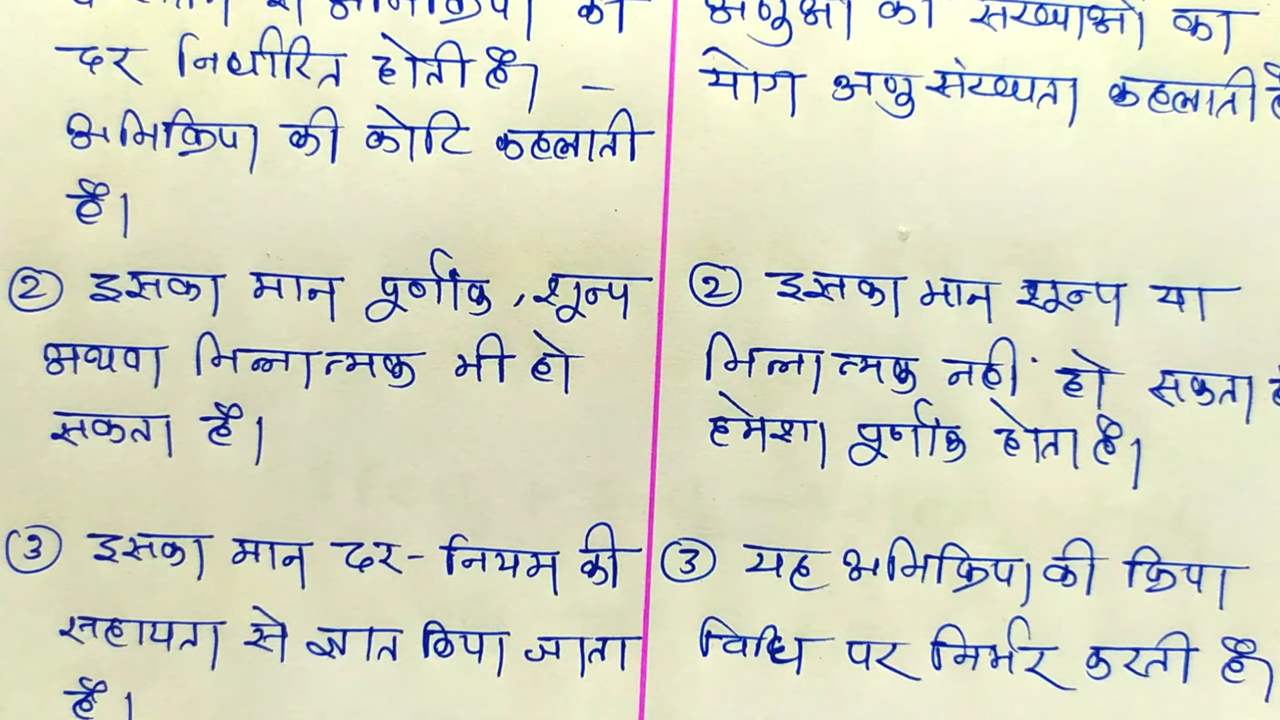 अभिक्रिया की
दर निर्धारित होती है। –
अभिक्रिया की कोटि कहलाती
है।
② इसका मान पूर्णांक, शून्य
अथवा भिन्नात्मक भी हो
सकता है।
③ इसका मान दर-नियम की
सहायता से ज्ञात किया जाता
है।
अणुओं की संख्याओं का
योग अणुसंख्यता कहलाती है
② इसका मान शून्य या
भिन्नात्मक नहीं हो सकता
हमेशा पूर्णांक होता है।
③ यह अभिक्रिया की क्रिया
विधि पर निर्भर करती है।